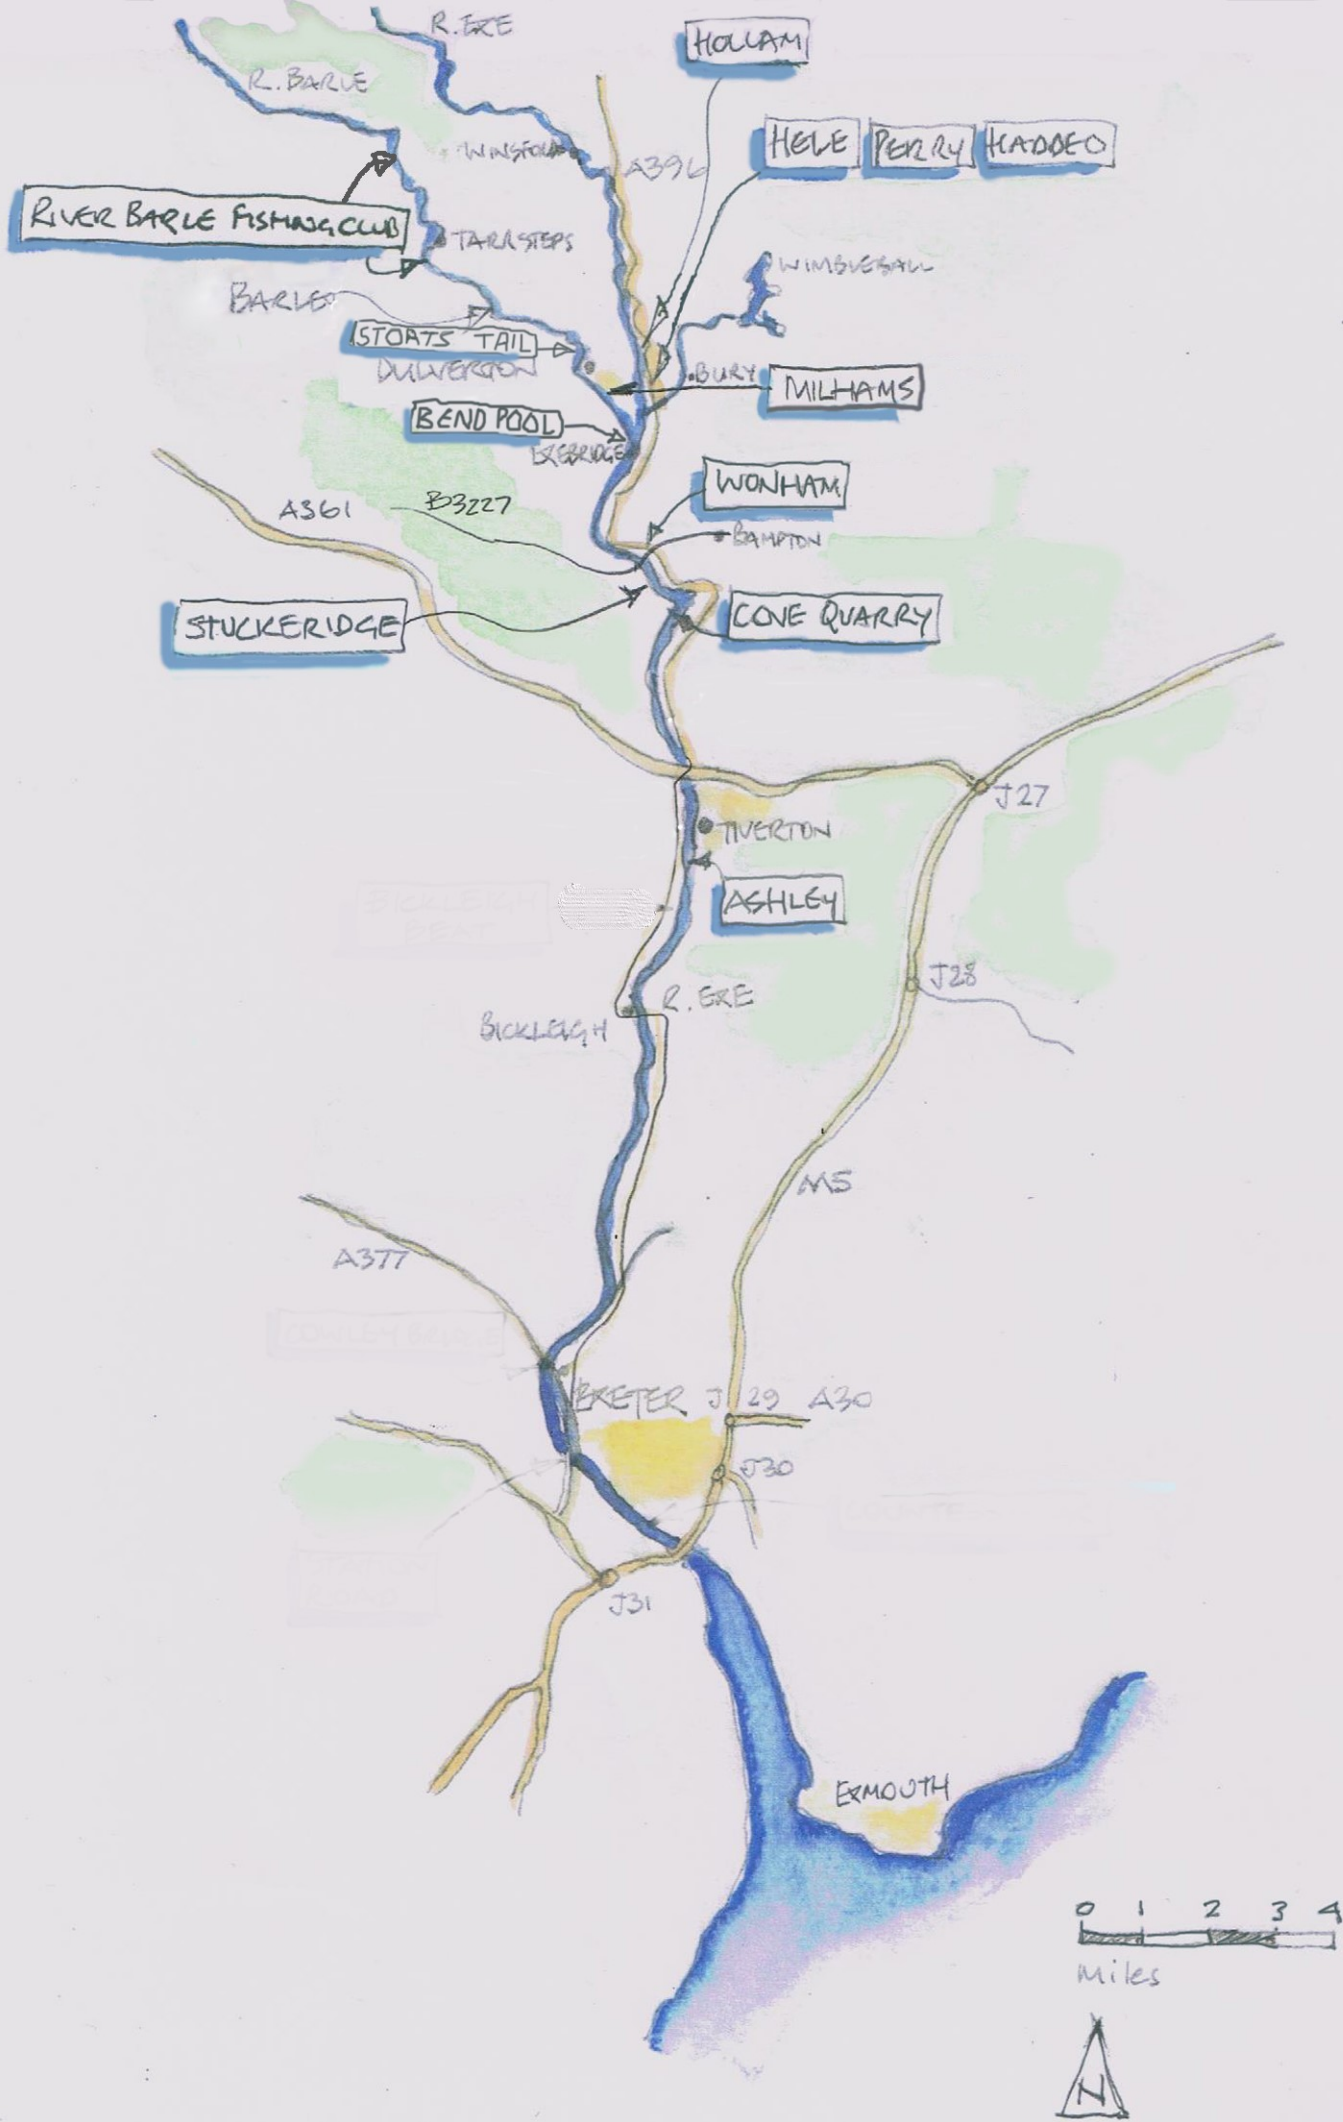 R. EXE
HOLLAM
R. BARLE
HELE PERRY HADDEO
WINSFORD
A396
RIVER BARLE FISHING CLUB
TARR STEPS
WIMBLEBALL
BARLE
STOATS TAIL
DULVERTON
.BURY
MILHAMS
BEND POOL
EXEBRIDGE
WONHAM
A361
B3227
BAMPTON
STUCKERIDGE
COVE QUARRY
J27
TIVERTON
ASHLEY
BICKLEIGH
BEAT
J28
R. EXE
BICKLEIGH
M5
A377
EXETER
J 29
A30
J30
J31
EXMOUTH
0 1 2 3 4
Miles
N